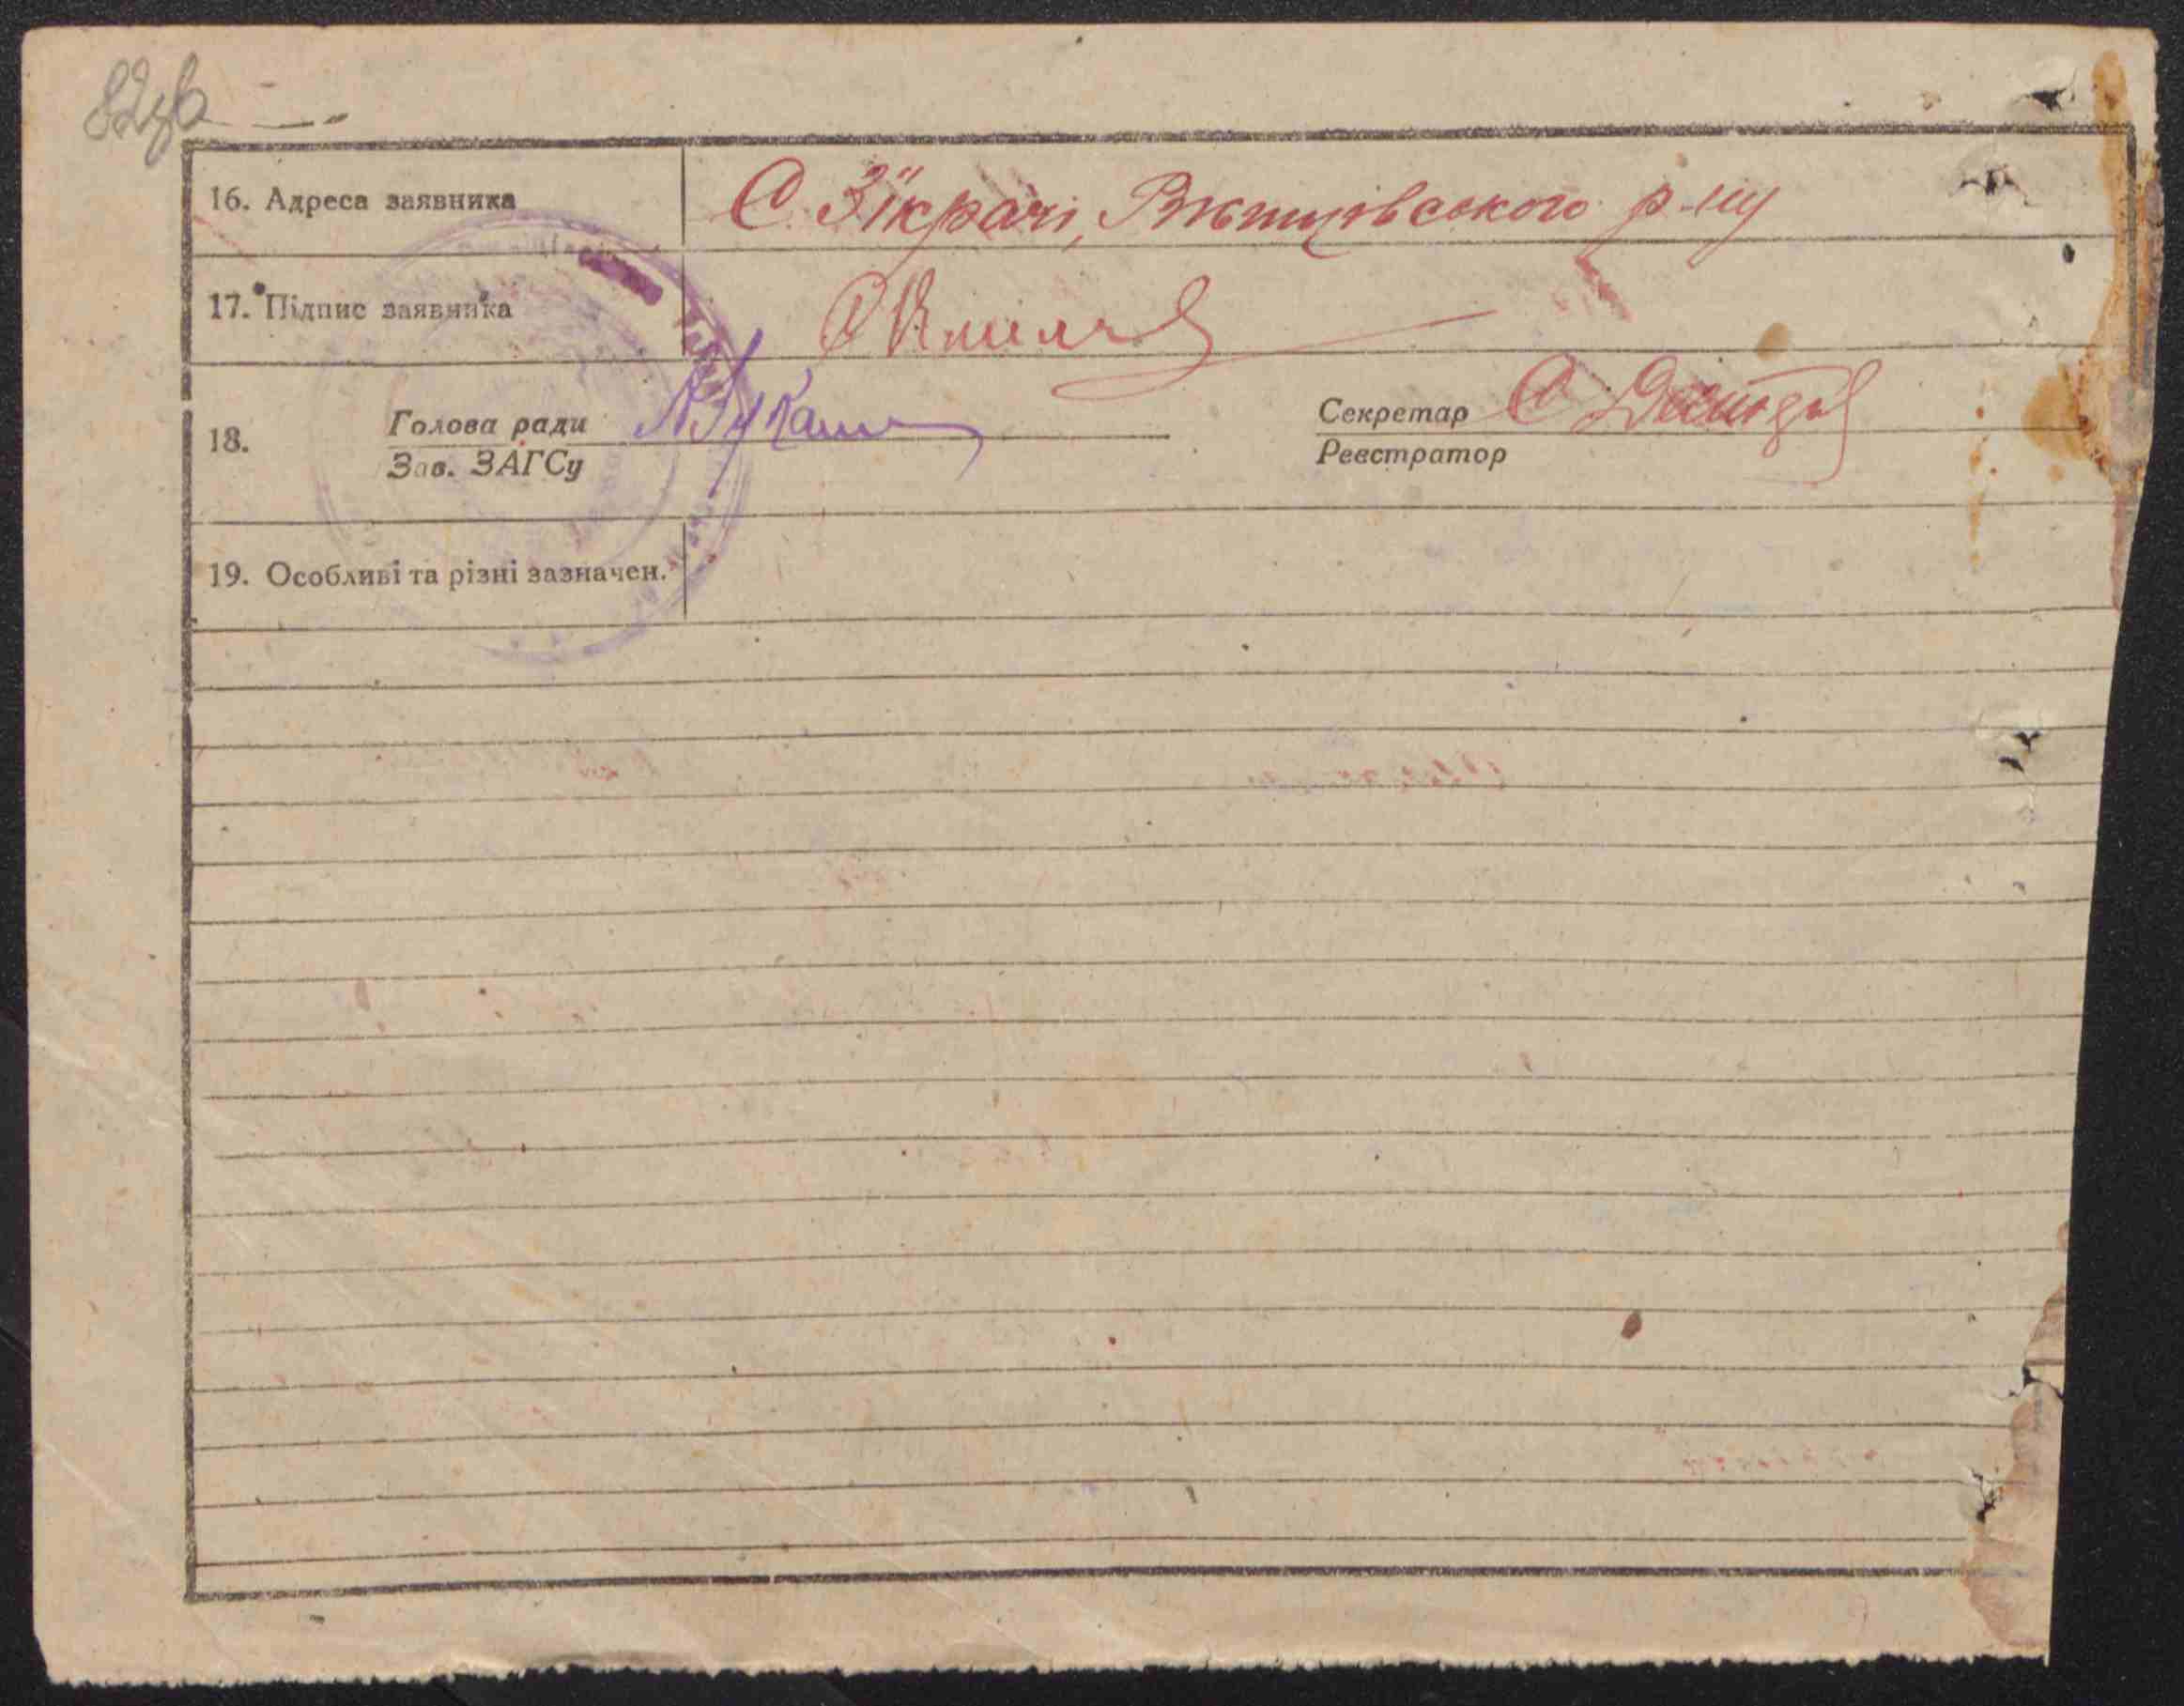 82зв
16. Адреса заявника С. Зікрачі, Ржищівського р-ну
17. Підпис заявника
18. Голова ради Секретар
Зав. ЗАГСу Реєстратор
19. Особливі та різні зазначен.